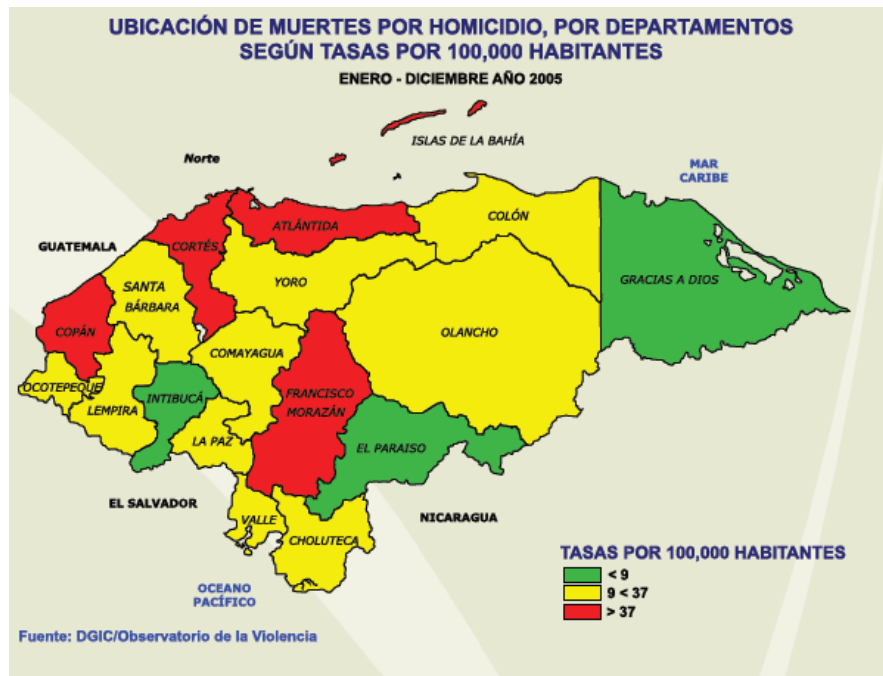 UBICACIÓN DE MUERTES POR HOMICIDIO, POR DEPARTAMENTOS
SEGÚN TASAS POR 100,000 HABITANTES
ENERO - DICIEMBRE AÑO 2005
ISLAS DE LA BAHÍA
Norte
MAR
CARIBE
COLÓN
ATLÁNTIDA
GUATEMALA
CORTÉS
GRACIAS A DIOS
YORO
SANTA
BÁRBARA
COPÁN
OLANCHO
COMAYAGUA
OCOTEPEQUE
INTIBUCÁ
FRANCISCO
MORAZÁN
LEMPIRA
LA PAZ
EL PARAISO
EL SALVADOR
NICARAGUA
VALLE
CHOLUTECA
TASAS POR 100,000 HABITANTES
< 9
9 < 37
> 37
OCEANO
PACÍFICO
Fuente: DGIC/Observatorio de la Violencia